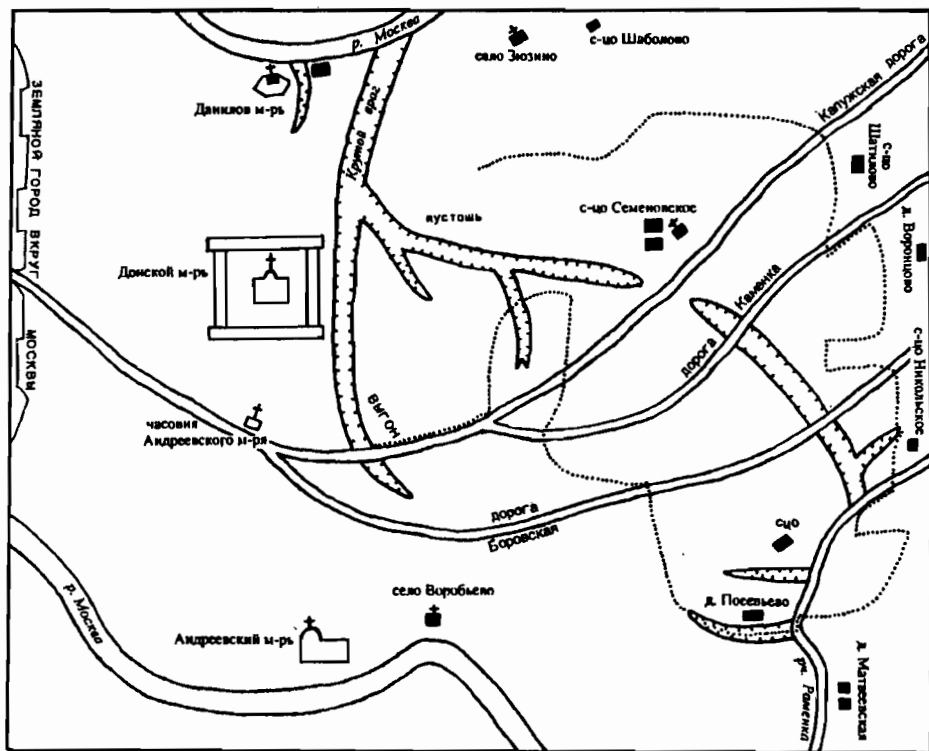 р. Москва
село Зюзино
с-цо Шаболово
Калужская дорога
Данилов м-рь
ЗЕМЛЯНОЙ ГОРОД ВКРУГ МОСКВЫ
Крутой враг
с-цо
Шатилово
д. Воронцово
пустошь
с-цо Семеновское
Донской м-рь
Каменка
дорога
с-цо Никольское
ВЫГОН
часовня
Андреевского м-ря
дорога
Боровская
сцо
р. Москва
село Воробьево
д. Посевьево
Андреевский м-рь
рч. Раменка
д. Матвеевская